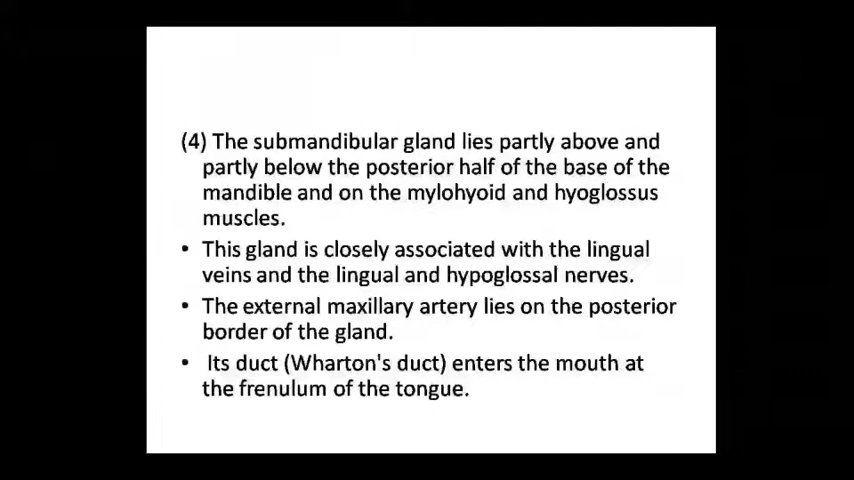 (4) The submandibular gland lies partly above and
partly below the posterior half of the base of the
mandible and on the mylohyoid and hyoglossus
muscles.
• This gland is closely associated with the lingual
veins and the lingual and hypoglossal nerves.
• The external maxillary artery lies on the posterior
border of the gland.
• Its duct (Wharton's duct) enters the mouth at
the frenulum of the tongue.